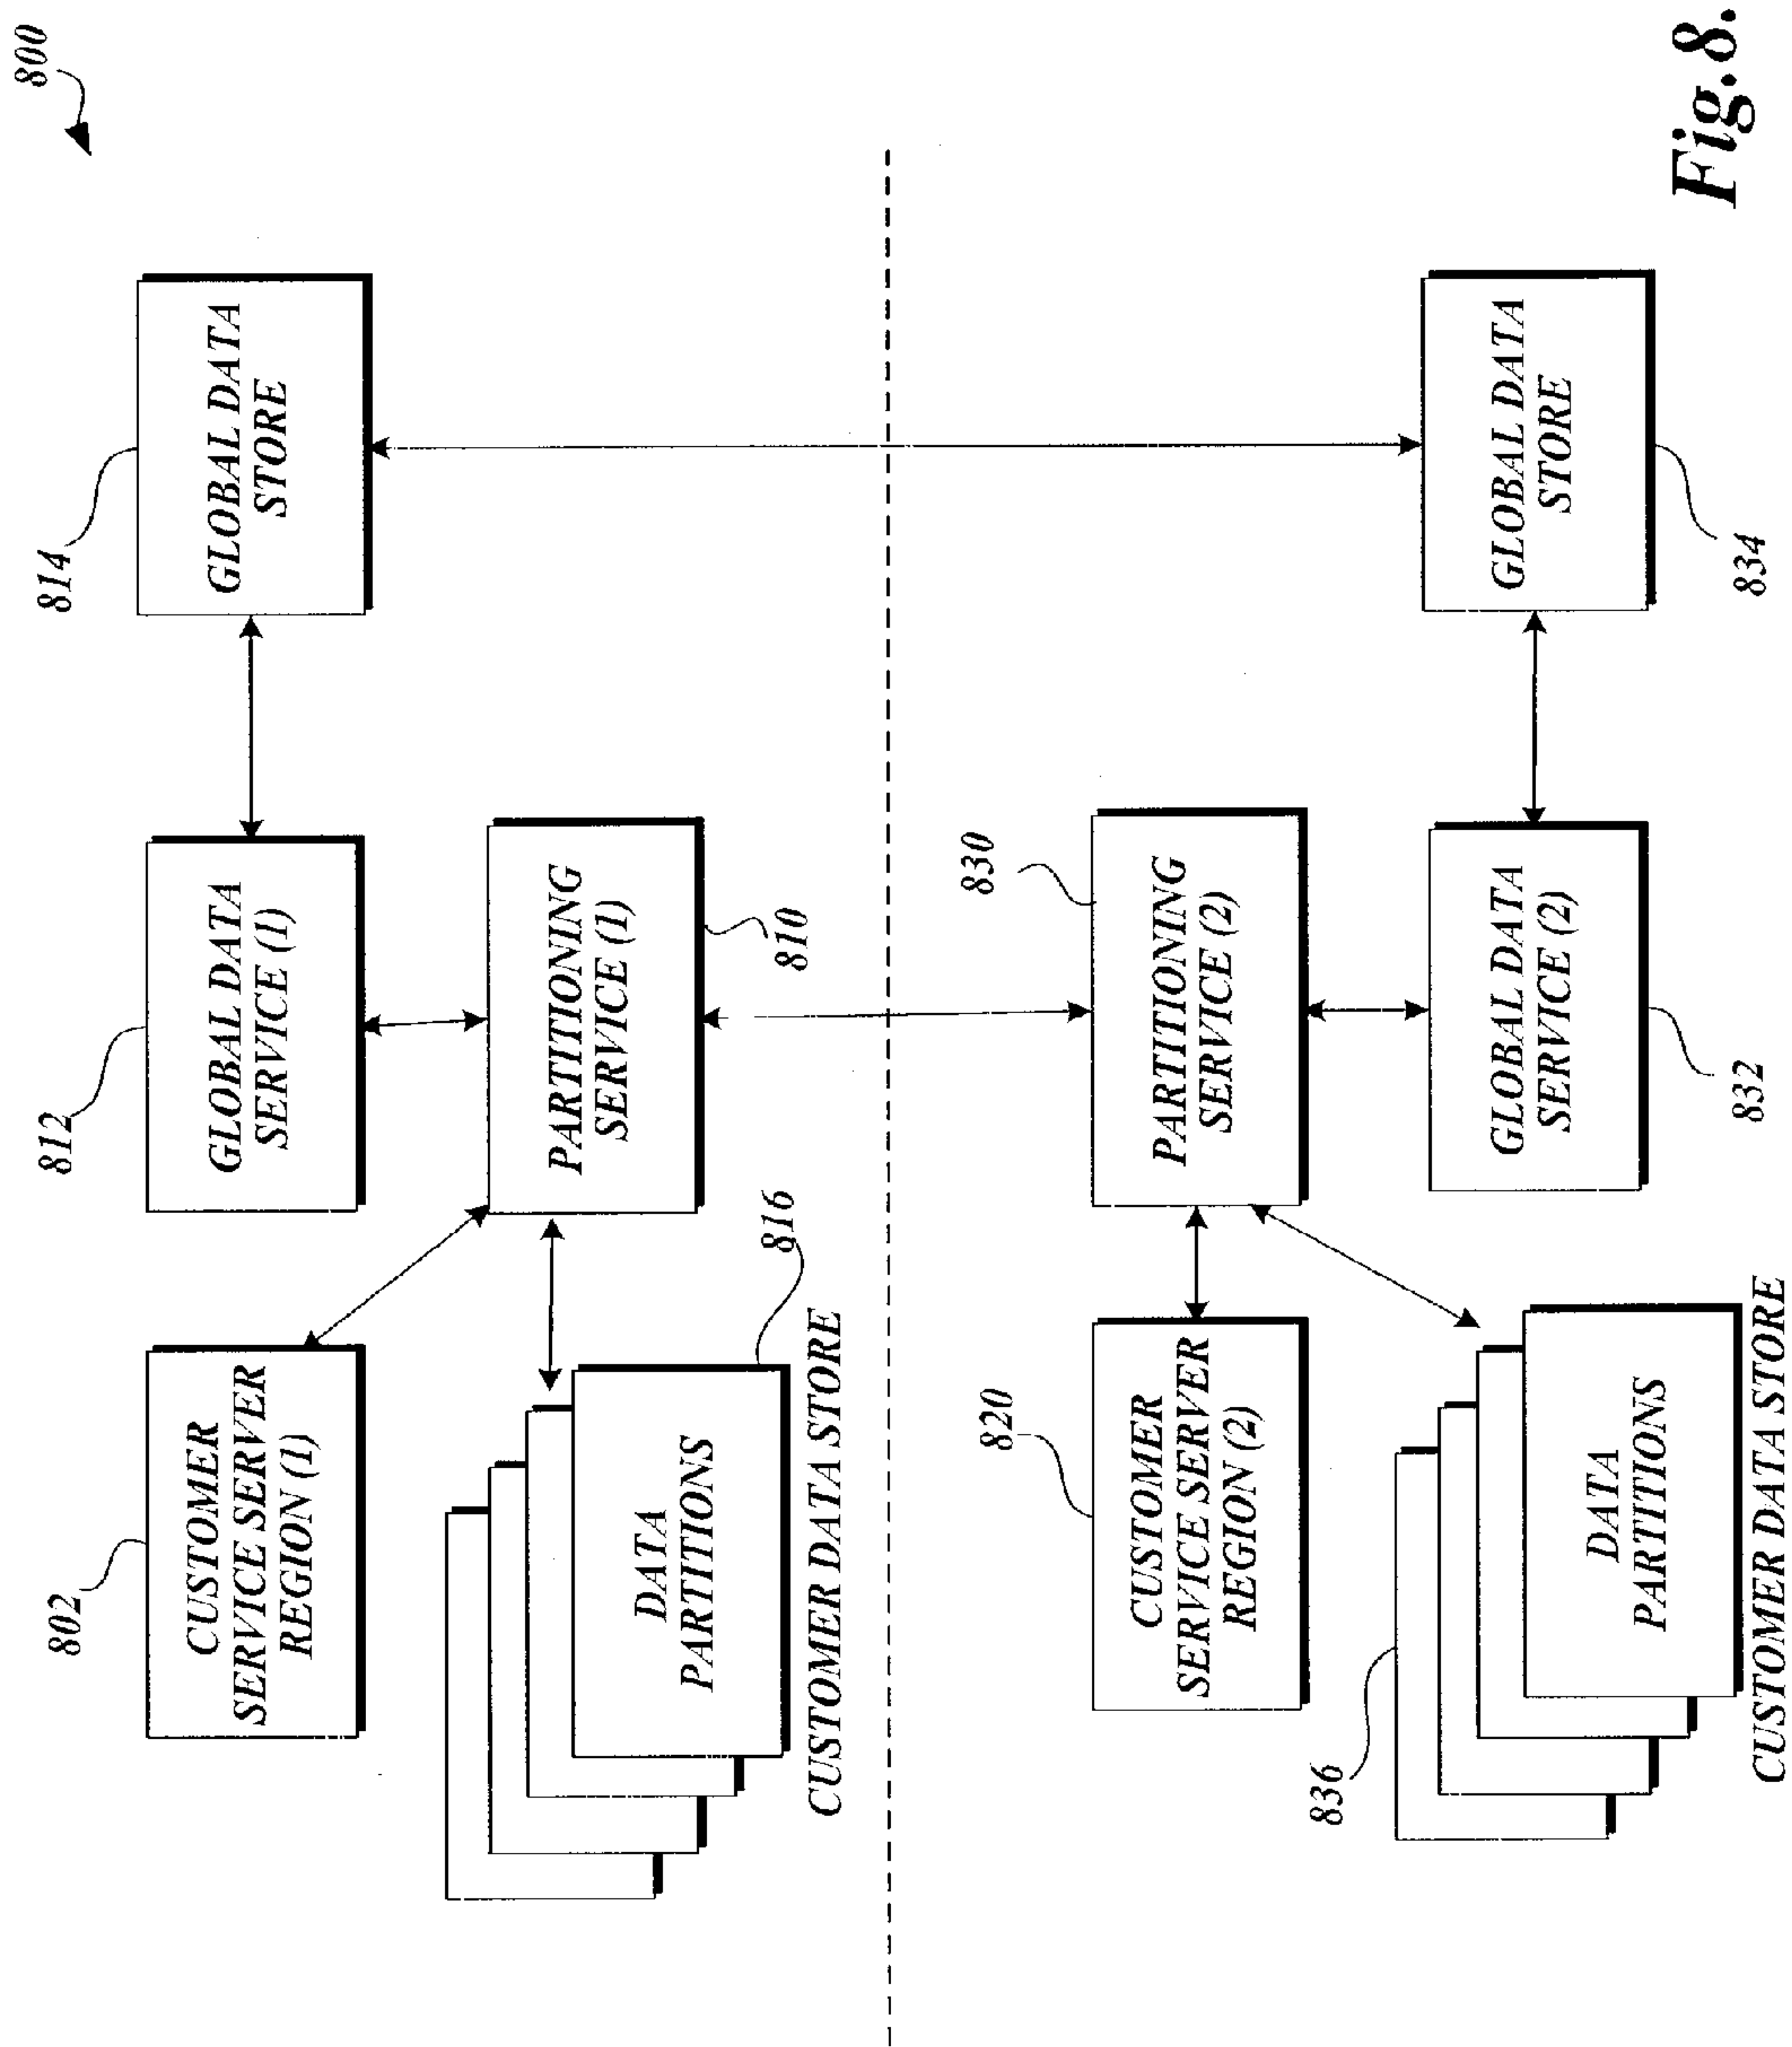 800
802
CUSTOMER
SERVICE SERVER
REGION (1)
812
GLOBAL DATA
SERVICE (1)
814
GLOBAL DATA
STORE
DATA
PARTITIONS
816
CUSTOMER DATA STORE
PARTITIONING
SERVICE (1)
810
820
CUSTOMER
SERVICE SERVER
REGION (2)
830
PARTITIONING
SERVICE (2)
836
DATA
PARTITIONS
CUSTOMER DATA STORE
GLOBAL DATA
SERVICE (2)
832
GLOBAL DATA
STORE
834
Fig.8.